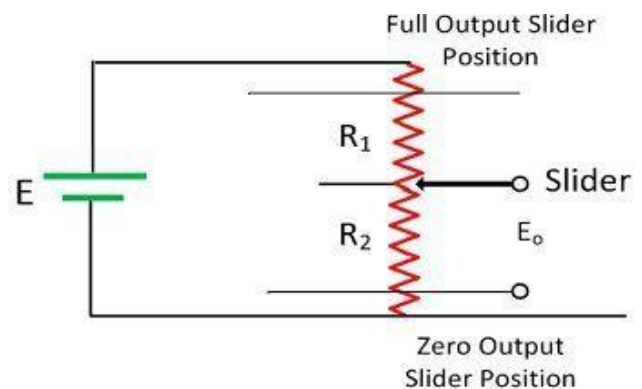 Full Output Slider
Position
R₁
E
Slider
R₂
Eₒ
Zero Output
Slider Position